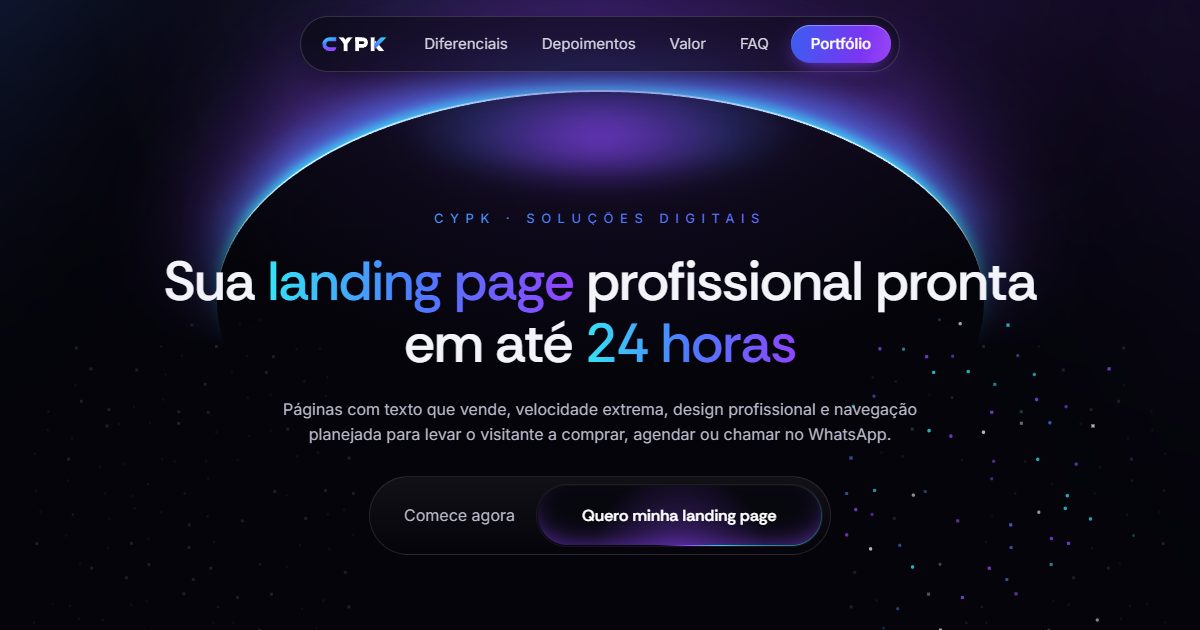 CYPK Diferenciais Depoimentos Valor FAQ Portfólio
CYPK · SOLUÇÕES DIGITAIS
Sua landing page profissional pronta
em até 24 horas
Páginas com texto que vende, velocidade extrema, design profissional e navegação
planejada para levar o visitante a comprar, agendar ou chamar no WhatsApp.
Comece agora Quero minha landing page